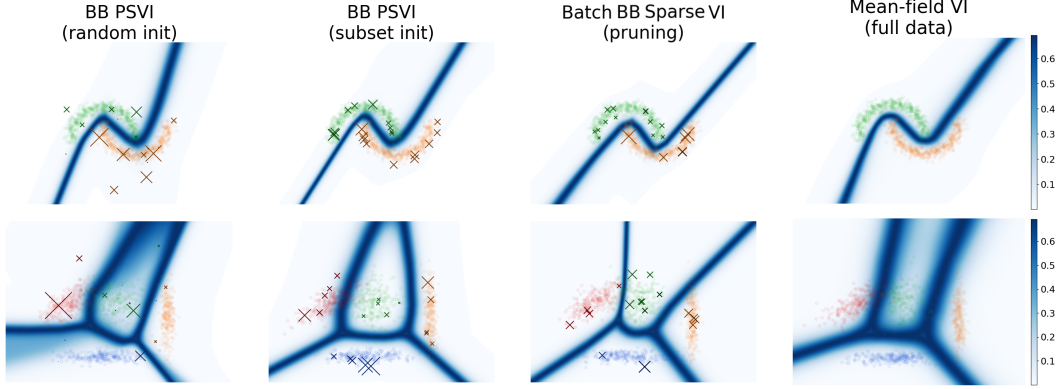 BB PSVI
(random init)
BB PSVI
(subset init)
Batch BB Sparse VI
(pruning)
Mean-field VI
(full data)
0.6
0.5
0.4
0.3
0.2
0.1
0.6
0.5
0.4
0.3
0.2
0.1